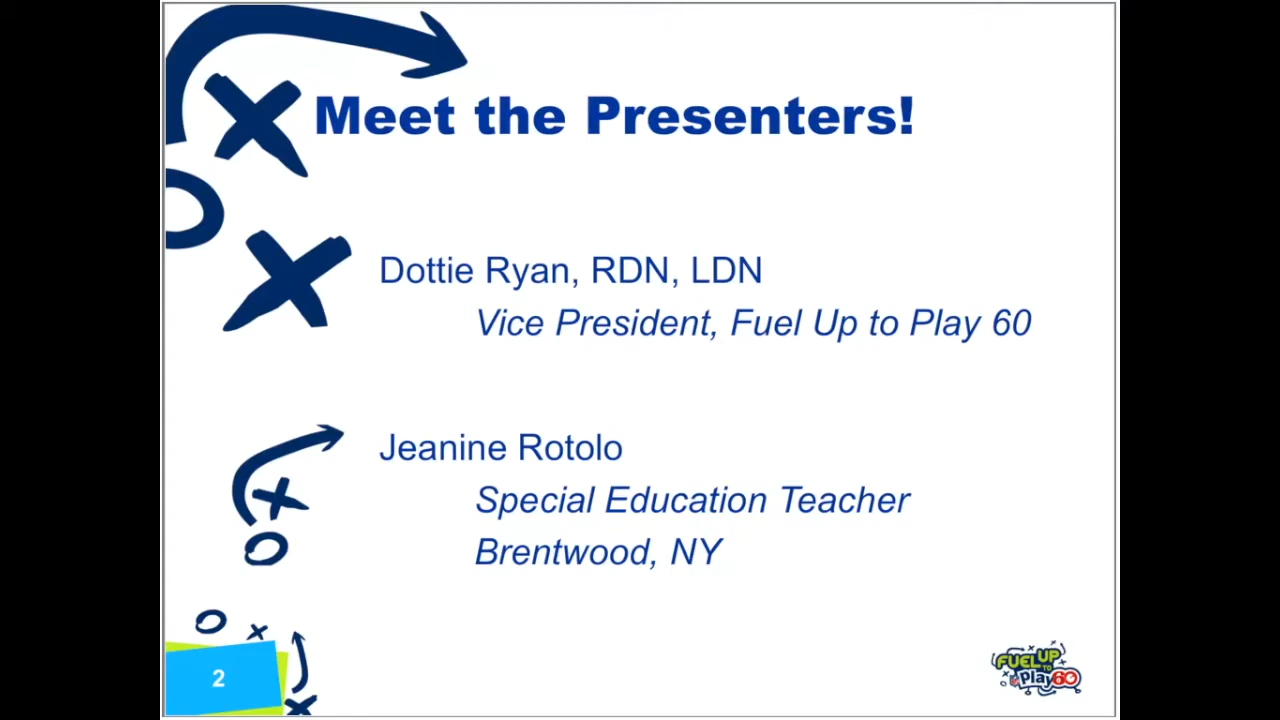 Meet the Presenters!
Dottie Ryan, RDN, LDN
Vice President, Fuel Up to Play 60
Jeanine Rotolo
Special Education Teacher
Brentwood, NY
2
FUEL UP
TO
Play 60